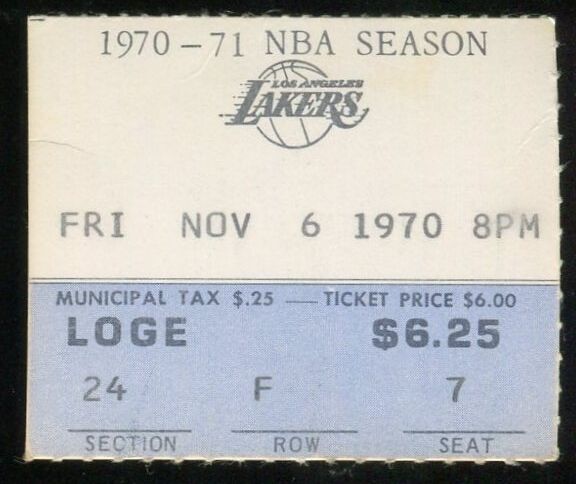 1970-71 NBA SEASON
LOS ANGELES
LAKERS
FRI NOV 6 1970 8PM
MUNICIPAL TAX $.25 — TICKET PRICE $6.00
LOGE $6.25
24 F 7
SECTION ROW SEAT